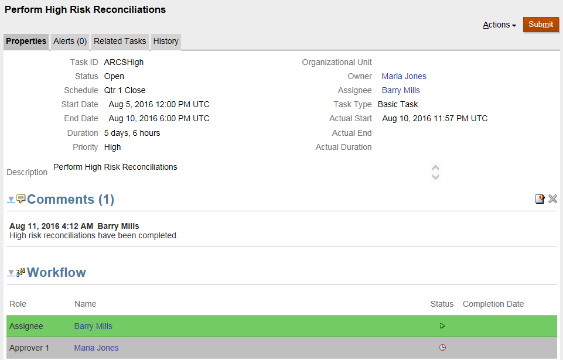 Perform High Risk Reconciliations
Actions Submit
Properties Alerts (0) Related Tasks History
Task ID ARCSHigh Organizational Unit
Status Open Owner Maria Jones
Schedule Qtr 1 Close Assignee Barry Mills
Start Date Aug 5, 2016 12:00 PM UTC Task Type Basic Task
End Date Aug 10, 2016 6:00 PM UTC Actual Start Aug 10, 2016 11:57 PM UTC
Duration 5 days, 6 hours Actual End
Priority High Actual Duration
Description Perform High Risk Reconciliations
Comments (1)
Aug 11, 2016 4:12 AM Barry Mills
High risk reconciliations have been completed.
Workflow
Role Name Status Completion Date
Assignee Barry Mills
Approver 1 Maria Jones